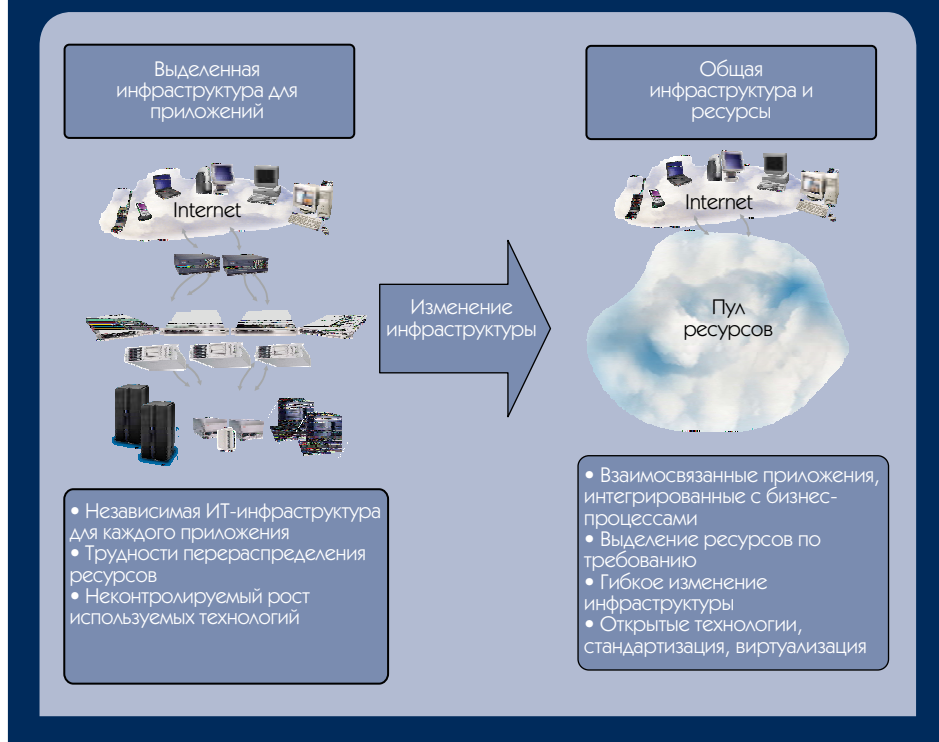 Выделенная
инфраструктура для
приложений
Internet
Изменение
инфраструктуры
Общая
инфраструктура и
ресурсы
Internet
Пул
ресурсов
• Независимая ИТ-инфраструктура
для каждого приложения
• Трудности перераспределения
ресурсов
• Неконтролируемый рост
используемых технологий
• Взаимосвязанные приложения,
интегрированные с бизнес-
процессами
• Выделение ресурсов по
требованию
• Гибкое изменение
инфраструктуры
• Открытые технологии,
стандартизация, виртуализация